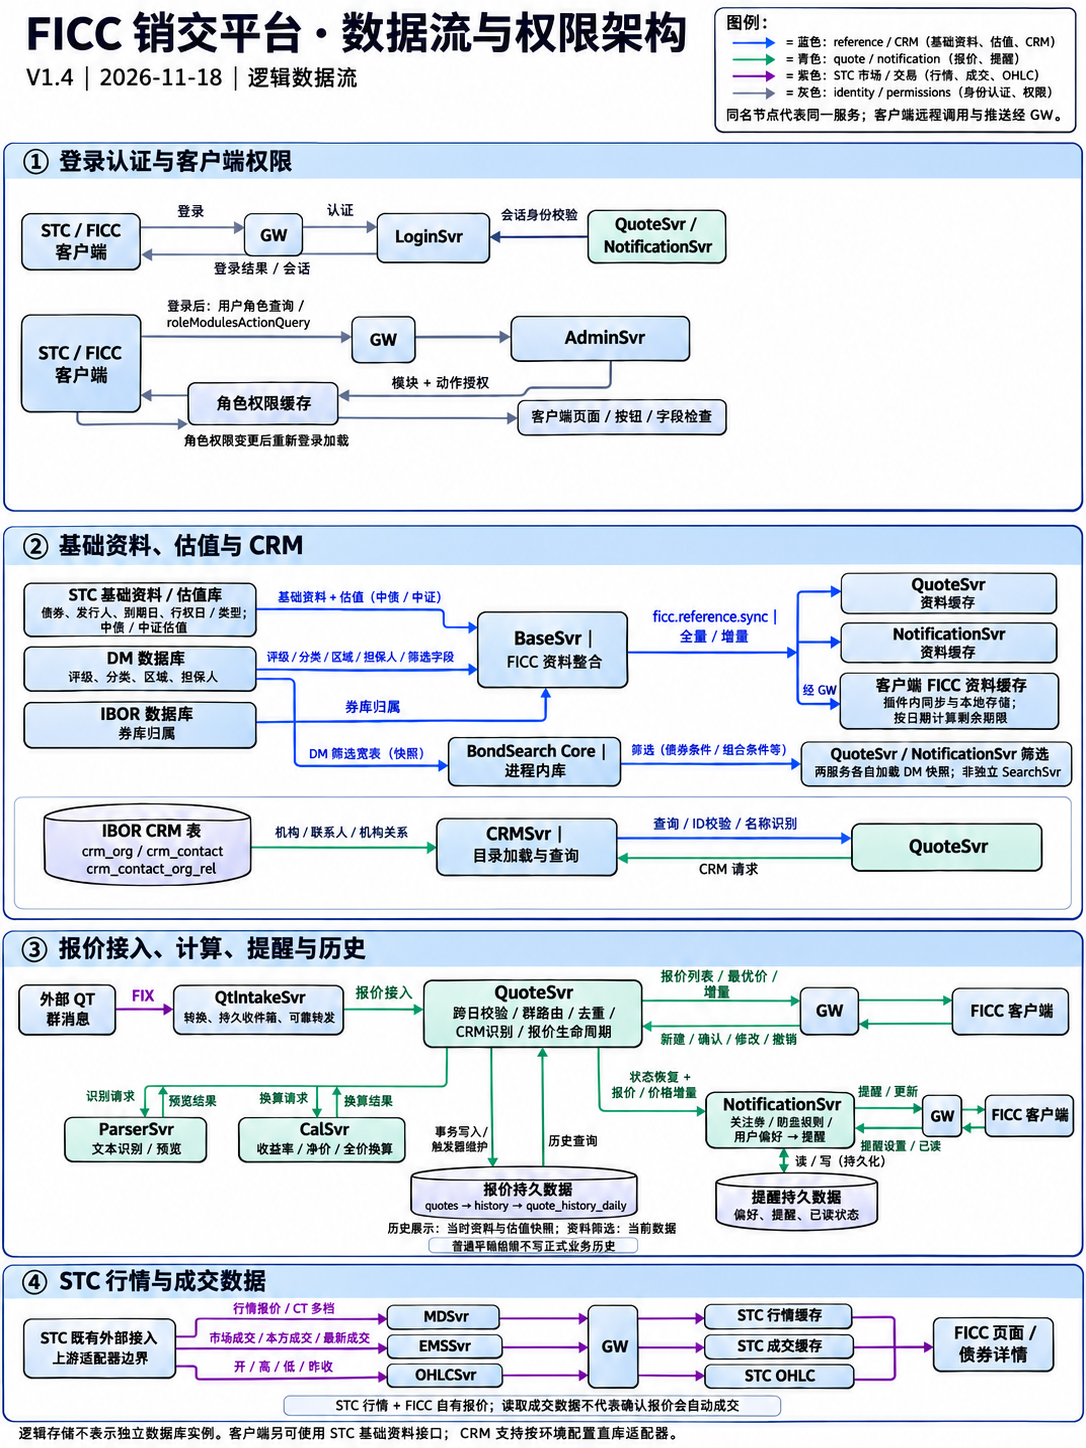 FICC 销交平台 · 数据流与权限架构
V1.4 | 2026-11-18 | 逻辑数据流
图例：
= 蓝色：reference / CRM（基础资料、估值、CRM）
= 青色：quote / notification（报价、提醒）
= 紫色：STC 市场 / 交易（行情、成交、OHLC）
= 灰色：identity / permissions（身份认证、权限）
同名节点代表同一服务；客户端远程调用与推送经 GW。
① 登录认证与客户端权限
STC / FICC
客户端
登录
GW
认证
LoginSvr
会话身份校验
QuoteSvr /
NotificationSvr
登录结果 / 会话
登录后：用户角色查询 /
roleModulesActionQuery
STC / FICC
客户端
GW
AdminSvr
模块 + 动作授权
角色权限缓存
客户端页面 / 按钮 / 字段检查
角色权限变更后重新登录加载
② 基础资料、估值与 CRM
STC 基础资料 / 估值库
债券、发行人、别期日、行权日 / 类型；
中债 / 中证估值
基础资料 + 估值（中债 / 中证）
DM 数据库
评级、分类、区域、担保人
评级 / 分类 / 区域 / 担保人 / 筛选字段
IBOR 数据库
券库归属
券库归属
BaseSvr |
FICC 资料整合
ficc.reference.sync |
全量 / 增量
QuoteSvr
资料缓存
NotificationSvr
资料缓存
经 GW
客户端 FICC 资料缓存
插件内同步与本地存储；
按日期计算剩余期限
DM 筛选宽表（快照）
BondSearch Core |
进程内库
筛选（债券条件 / 组合条件等）
QuoteSvr / NotificationSvr 筛选
两服务各自加载 DM 快照；非独立 SearchSvr
IBOR CRM 表
crm_org / crm_contact
crm_contact_org_rel
机构 / 联系人 / 机构关系
CRMSvr |
目录加载与查询
查询 / ID校验 / 名称识别
CRM 请求
QuoteSvr
③ 报价接入、计算、提醒与历史
外部 QT
群消息
FIX
QtIntakeSvr
转换、持久收件箱、可靠转发
报价接入
QuoteSvr
跨日校验 / 群路由 / 去重 /
CRM识别 / 报价生命周期
报价列表 / 最优价 /
增量
新建 / 确认 / 修改 / 撤销
GW
FICC 客户端
识别请求
预览结果
ParserSvr
文本识别 / 预览
换算请求
换算结果
CalSvr
收益率 / 净价 / 全价换算
事务写入 /
触发器维护
历史查询
状态恢复 +
报价 / 价格增量
NotificationSvr
用户偏好 → 提醒
提醒 / 更新
提醒设置 / 已读
GW
FICC 客户端
读 / 写（持久化）
报价持久数据
quotes → history → quote_history_daily
提醒持久数据
偏好、提醒、已读状态
历史展示：当时资料与估值快照；资料筛选：当前数据
④ STC 行情与成交数据
STC 既有外部接入
上游适配器边界
行情报价 / CT 多档
市场成交 / 本方成交 / 最新成交
开 / 高 / 低 / 昨收
MDSvr
EMSSvr
OHLCSvr
GW
STC 行情缓存
STC 成交缓存
STC OHLC
FICC 页面 /
债券详情
STC 行情 + FICC 自有报价；读取成交数据不代表确认报价会自动成交
逻辑存储不表示独立数据库实例。客户端另可使用 STC 基础资料接口； CRM 支持按环境配置直库适配器。